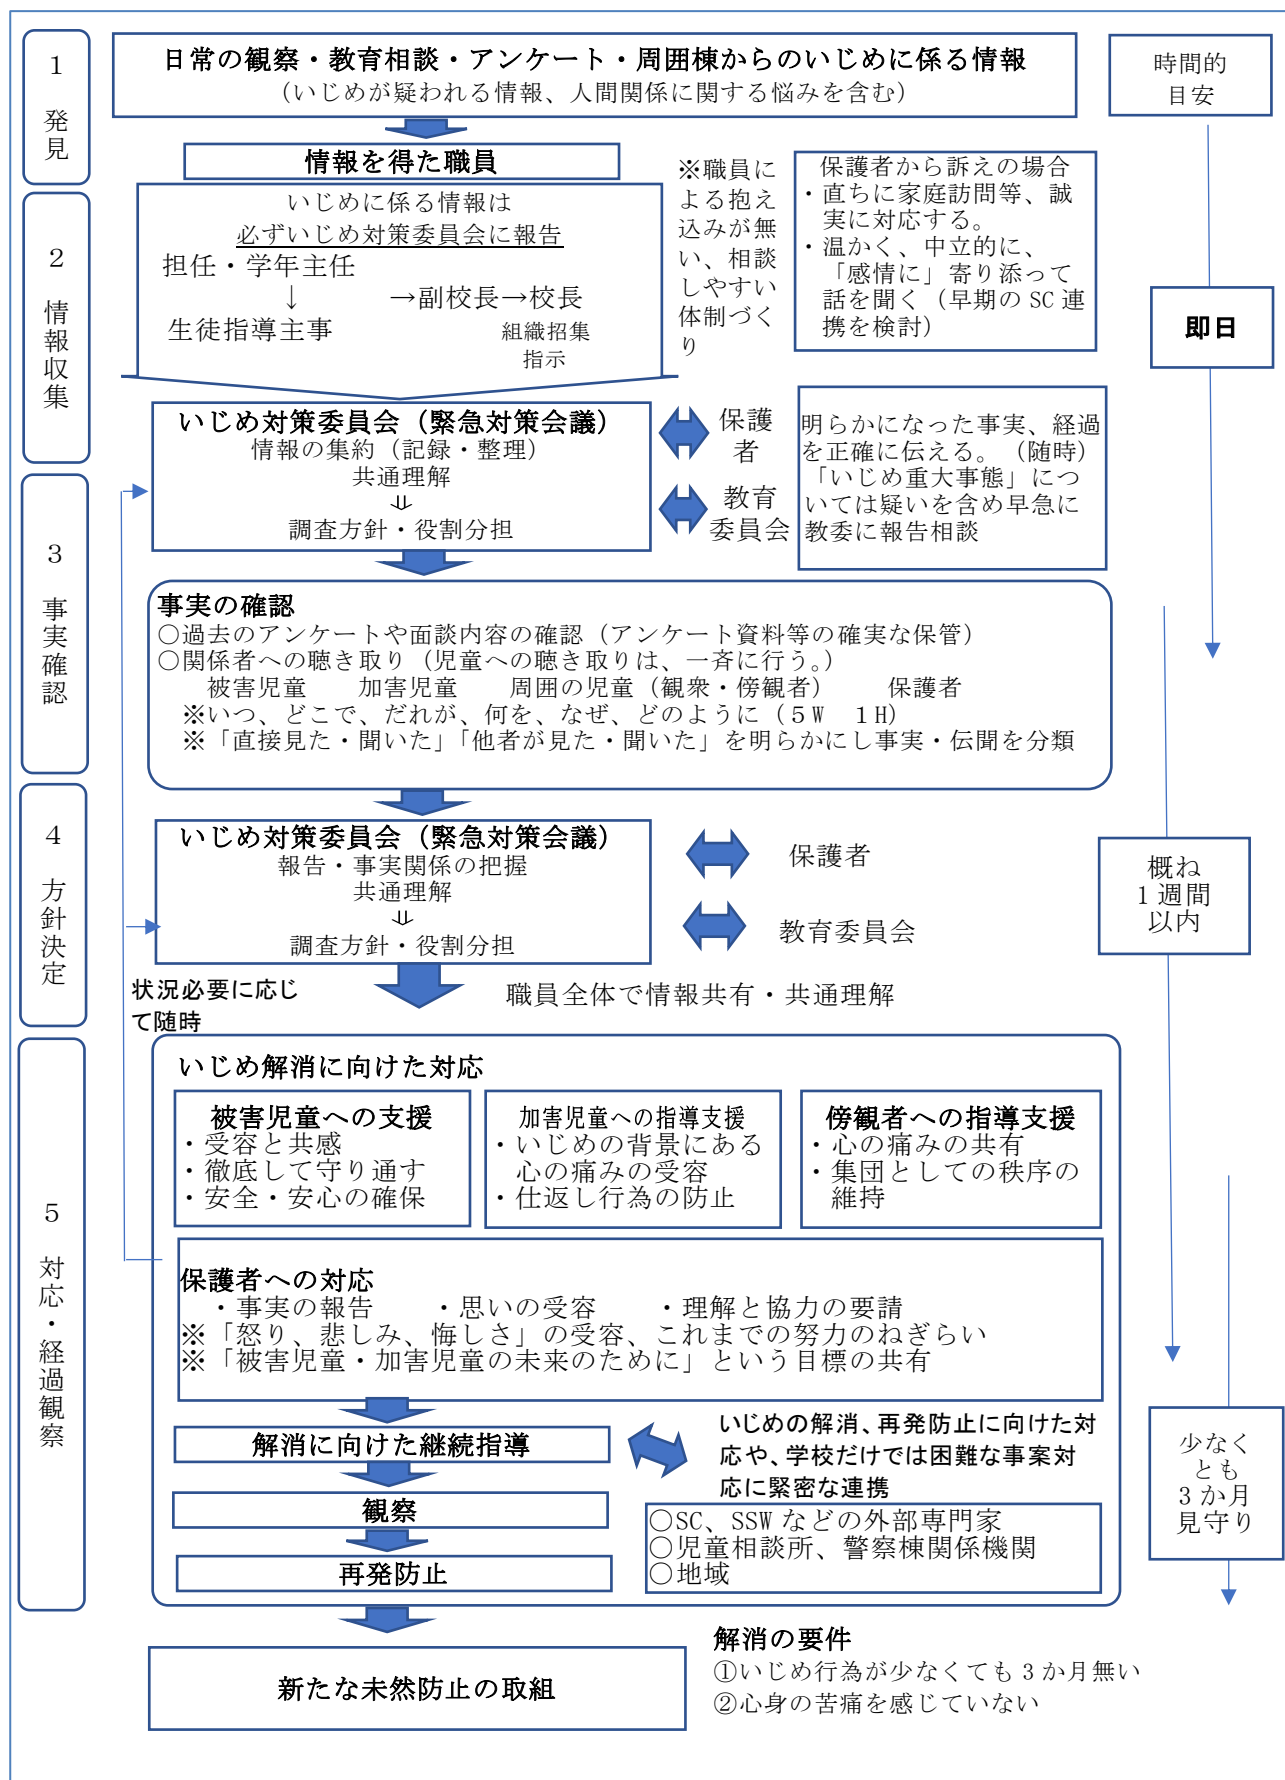 1
発
見
日常の観察・教育相談・アンケート・周囲棟からのいじめに係る情報
（いじめが疑われる情報、人間関係に関する悩みを含む）
時間的
目安
情報を得た職員
2
情
報
収
集
いじめに係る情報は
必ずいじめ対策委員会に報告
担任・学年主任
↓ →副校長→校長
生徒指導主事 組織招集
指示
※職員に
よる抱え
込みが無
い、相談
しやすい
体制づく
り
保護者から訴えの場合
・直ちに家庭訪問等、誠
実に対応する。
・温かく、中立的に、
「感情に」寄り添って
話を聞く（早期の SC 連
携を検討）
即日
いじめ対策委員会（緊急対策会議）
情報の集約（記録・整理）
共通理解
⇓
調査方針・役割分担
保護
者
教育
委員会
明らかになった事実、経過
を正確に伝える。（随時）
「いじめ重大事態」につ
いては疑いを含め早急に
教委に報告相談
3
事
実
確
認
事実の確認
○過去のアンケートや面談内容の確認（アンケート資料等の確実な保管）
○関係者への聴き取り（児童への聴き取りは、一斉に行う。）
被害児童 加害児童 周囲の児童（観衆・傍観者） 保護者
※いつ、どこで、だれが、何を、なぜ、どのように（５W １H）
※「直接見た・聞いた」「他者が見た・聞いた」を明らかにし事実・伝聞を分類
4
方
針
決
定
いじめ対策委員会（緊急対策会議）
報告・事実関係の把握
共通理解
⇓
調査方針・役割分担
保護者
教育委員会
概ね
1 週間
以内
状況必要に応じ
て随時
職員全体で情報共有・共通理解
5
対
応
・
経
過
観
察
いじめ解消に向けた対応
被害児童への支援
・受容と共感
・徹底して守り通す
・安全・安心の確保
加害児童への指導支援
・いじめの背景にある
心の痛みの受容
・仕返し行為の防止
傍観者への指導支援
・心の痛みの共有
・集団としての秩序の
維持
保護者への対応
・事実の報告 ・思いの受容 ・理解と協力の要請
※「怒り、悲しみ、悔しさ」の受容、これまでの努力のねぎらい
※「被害児童・加害児童の未来のために」という目標の共有
解消に向けた継続指導
観察
再発防止
いじめの解消、再発防止に向けた対
応や、学校だけでは困難な事案対
応に緊密な連携
○SC、SSW などの外部専門家
○児童相談所、警察棟関係機関
○地域
少なく
とも
3 か月
見守り
新たな未然防止の取組
解消の要件
①いじめ行為が少なくても 3 か月無い
②心身の苦痛を感じていない